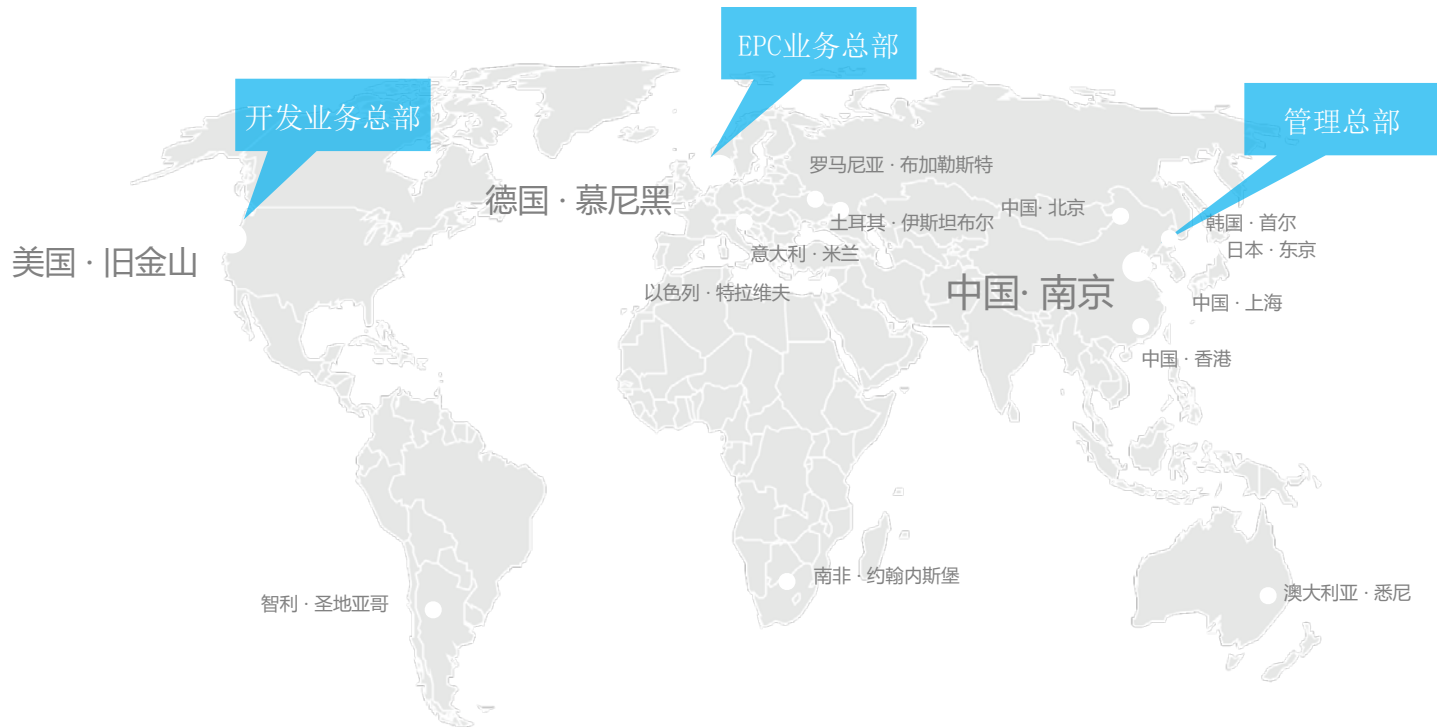 EPC业务总部
开发业务总部
管理总部
罗马尼亚·布加勒斯特
德国·慕尼黑
中国·北京
土耳其·伊斯坦布尔
韩国·首尔
美国·旧金山
意大利·米兰
日本·东京
以色列·特拉维夫
中国·南京
中国·上海
中国·香港
南非·约翰内斯堡
智利·圣地亚哥
澳大利亚·悉尼